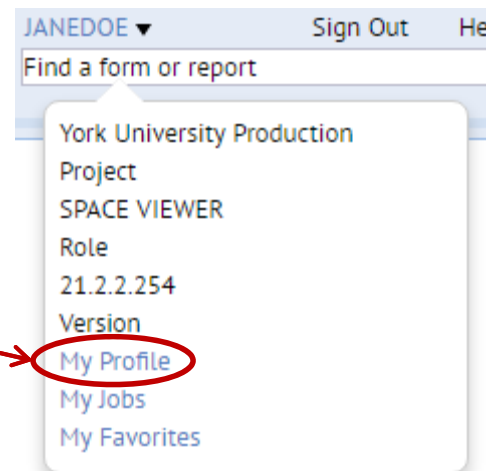 JANEDOE ▼ Sign Out He
Find a form or report
York University Production
Project
SPACE VIEWER
Role
21.2.2.254
Version
My Profile
My Jobs
My Favorites